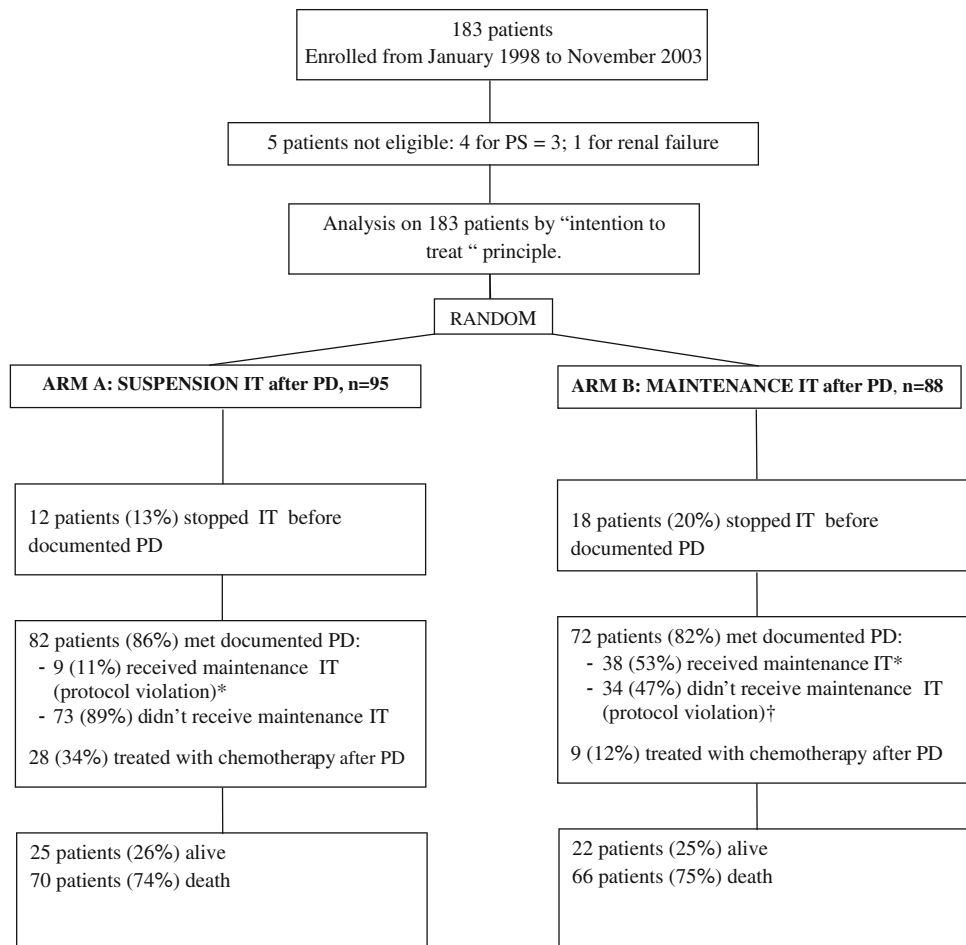 183 patients
Enrolled from January 1998 to November 2003
5 patients not eligible: 4 for PS = 3; 1 for renal failure
Analysis on 183 patients by “intention to
treat “ principle.
RANDOM
ARM A: SUSPENSION IT after PD, n=95
12 patients (13%) stopped IT before
documented PD
82 patients (86%) met documented PD:
- 9 (11%) received maintenance IT
(protocol violation)*
- 73 (89%) didn’t receive maintenance IT
28 (34%) treated with chemotherapy after PD
25 patients (26%) alive
70 patients (74%) death
ARM B: MAINTENANCE IT after PD, n=88
18 patients (20%) stopped IT before
documented PD
72 patients (82%) met documented PD:
- 38 (53%) received maintenance IT*
- 34 (47%) didn’t receive maintenance IT
(protocol violation)†
9 (12%) treated with chemotherapy after PD
22 patients (25%) alive
66 patients (75%) death